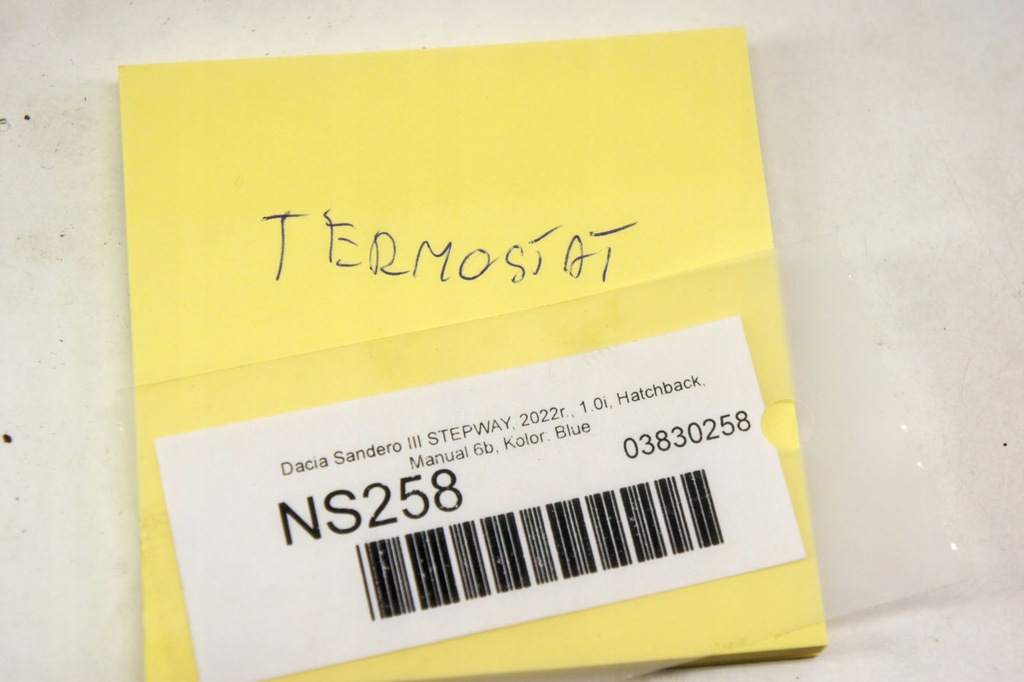 TERMOSTAT
Dacia Sandero III STEPWAY, 2022r., 1.0i, Hatchback,
Manual 6b, Kolor: Blue
03830258
NS258